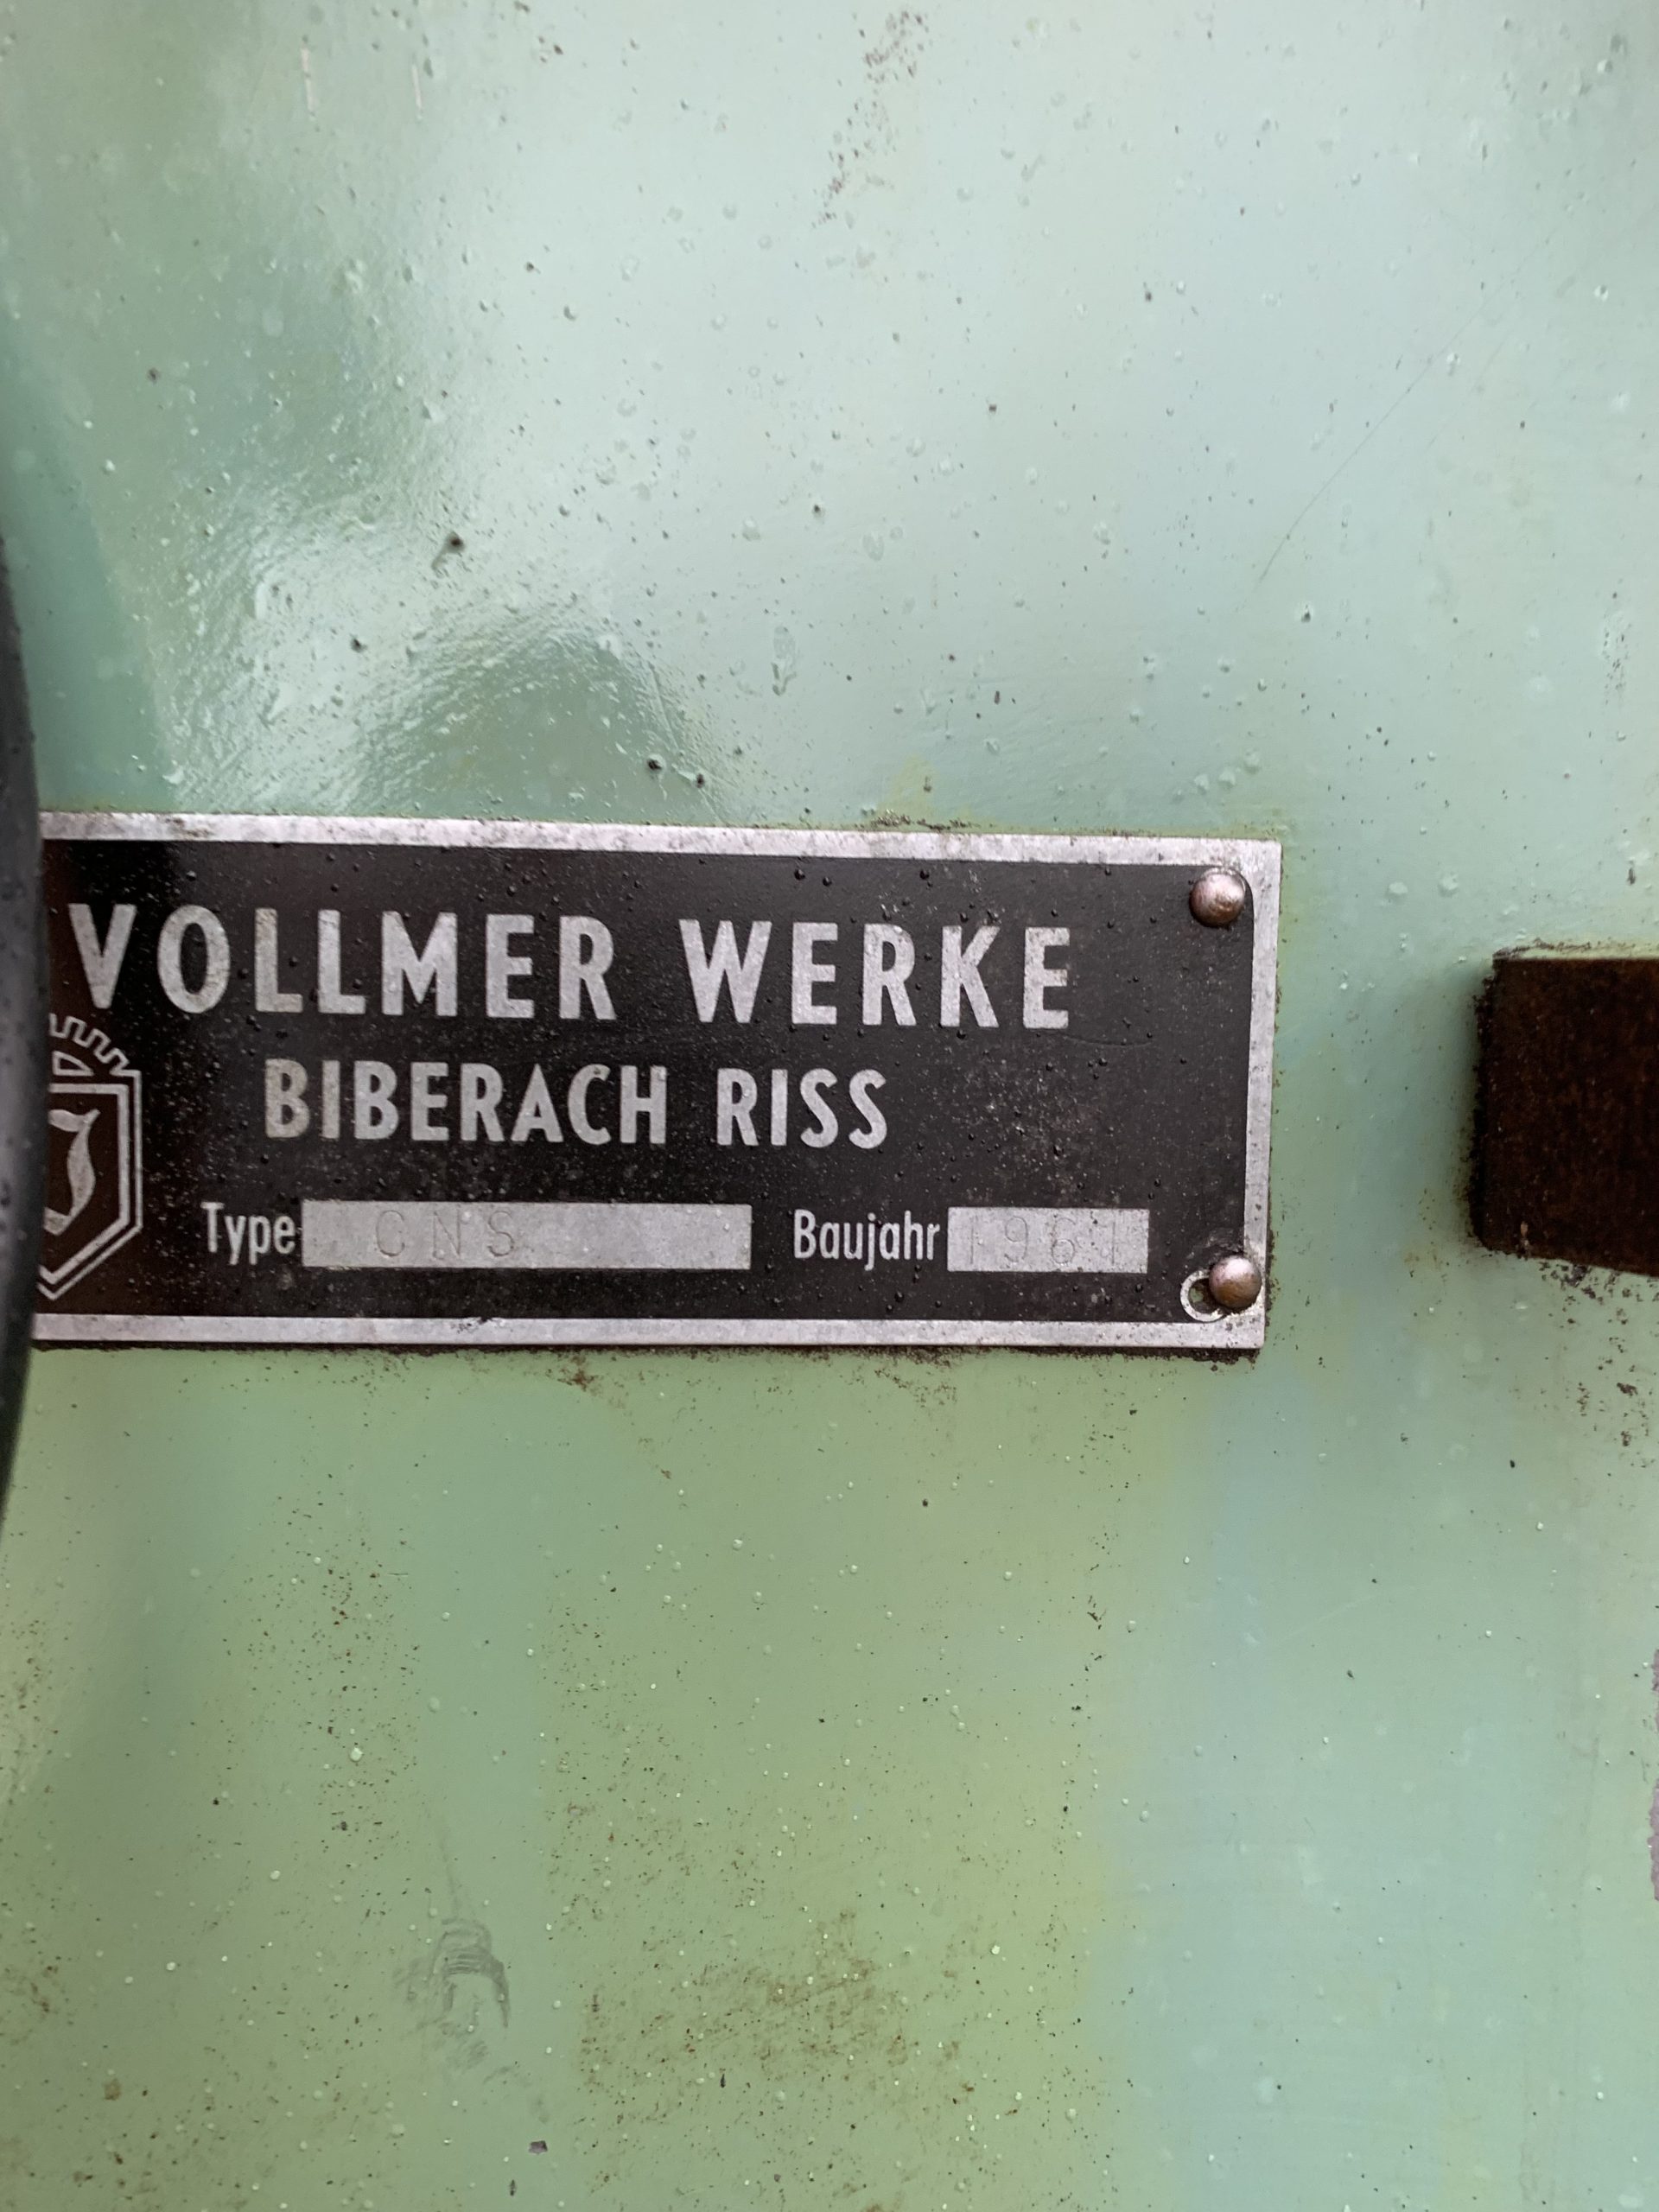 VOLLMER WERKE
BIBERACH RISS
Type CNS Baujahr 1961